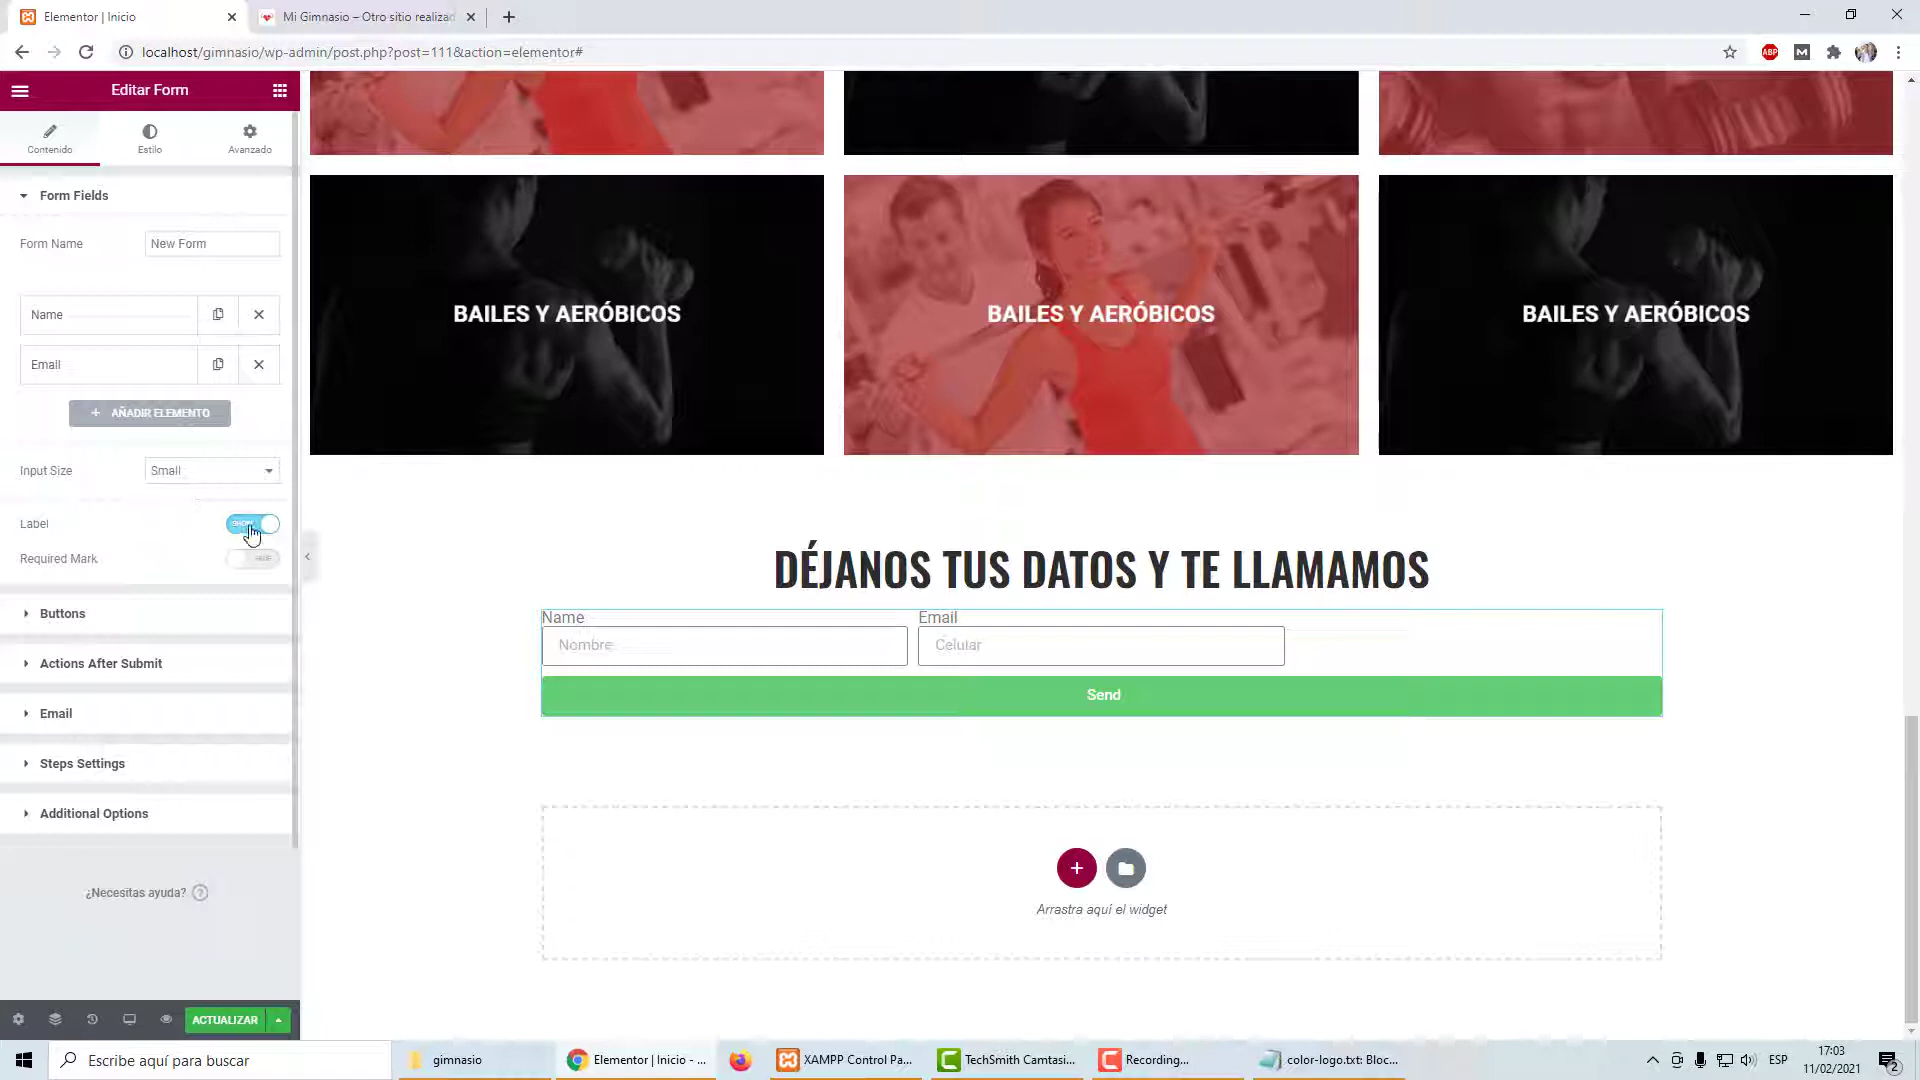 Elementor | Inicio
Mi Gimnasio – Otro sitio realizad
localhost/gimnasio/wp-admin/post.php?post=111&action=elementor#
ABP
Editar Form
Contenido
Estilo
Avanzado
Form Fields
Form Name
New Form
Name
Email
AÑADIR ELEMENTO
Input Size
Small
Label
SHOW
Required Mark
HIDE
Buttons
Actions After Submit
Email
Steps Settings
Additional Options
¿Necesitas ayuda?
ACTUALIZAR
BAILES Y AERÓBICOS
BAILES Y AERÓBICOS
BAILES Y AERÓBICOS
DÉJANOS TUS DATOS Y TE LLAMAMOS
Name
Email
Nombre
Celular
Send
Arrastra aquí el widget
Escribe aquí para buscar
gimnasio
Elementor | Inicio - ...
XAMPP Control Pa...
TechSmith Camtasi...
Recording...
color-logo.txt: Bloc...
ESP
17:03
11/02/2021
2